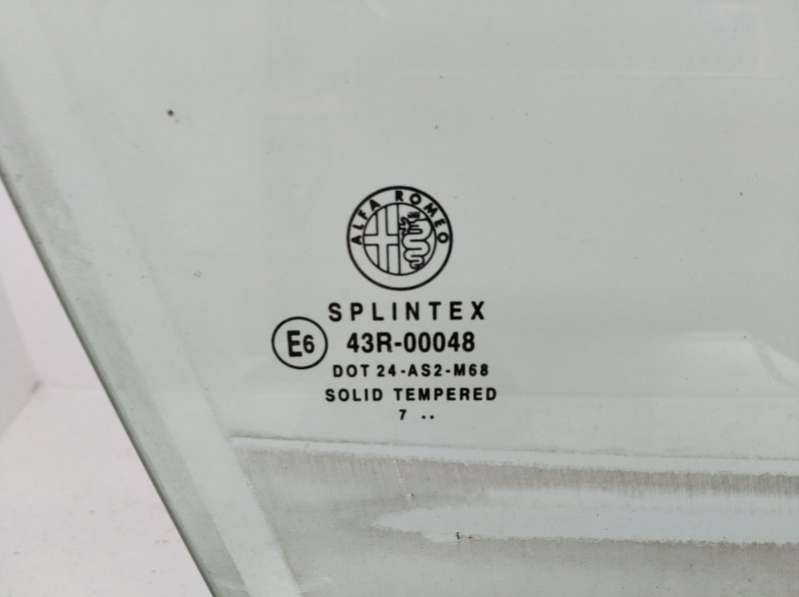 ALFA ROMEO
SPLINTEX
E6 43R-00048
DOT 24-AS2-M68
SOLID TEMPERED
7 ..